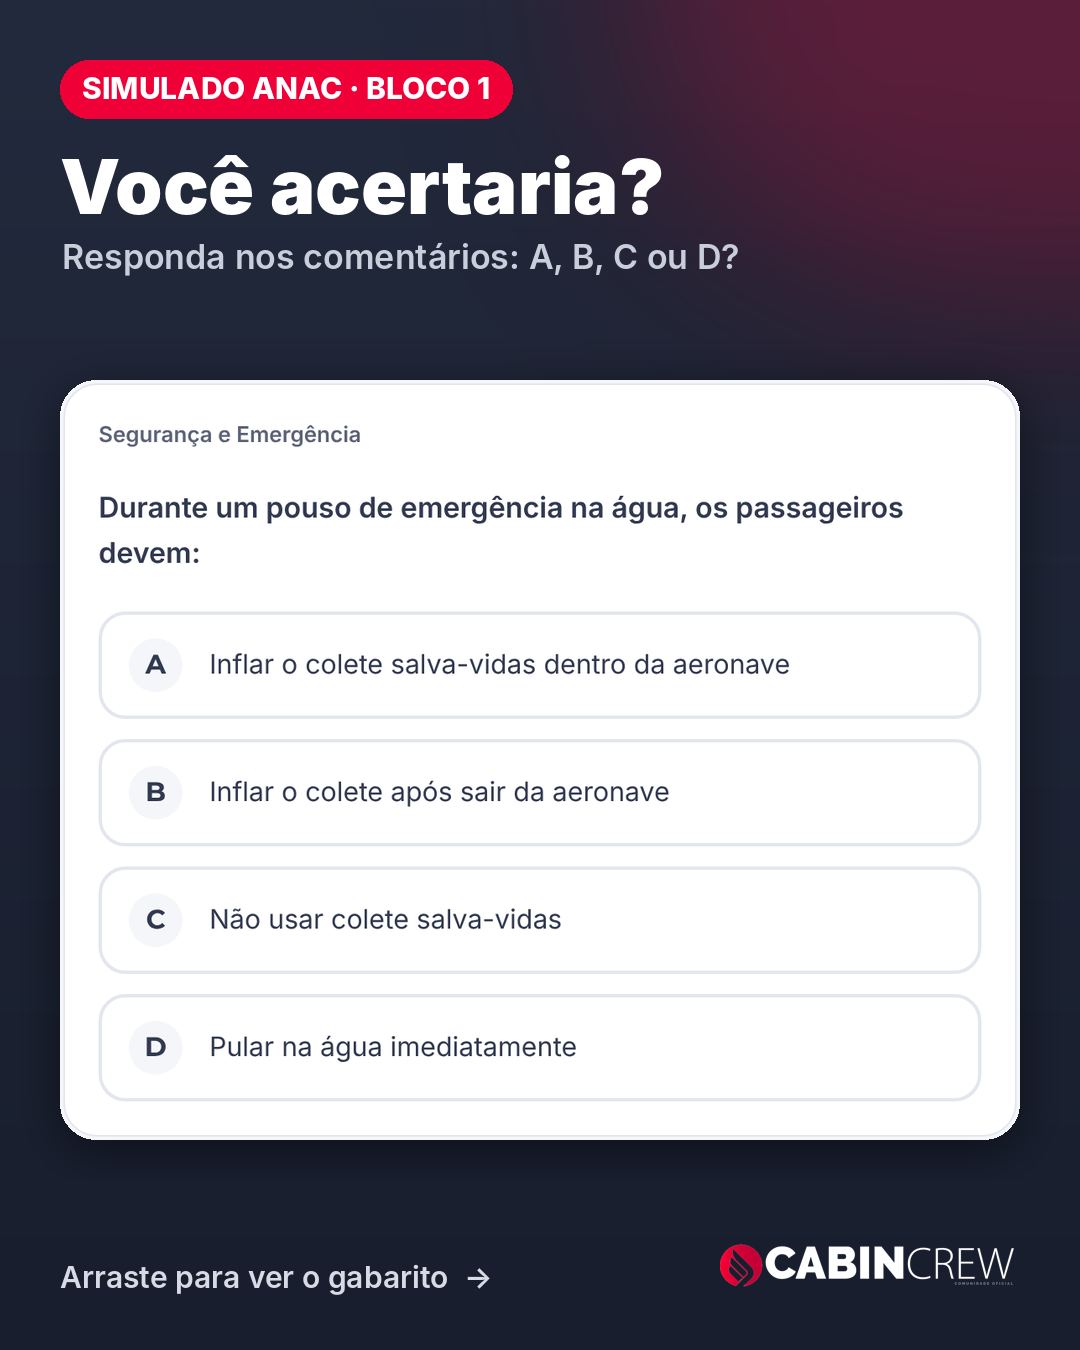 SIMULADO ANAC · BLOCO 1
Você acertaria?
Responda nos comentários: A, B, C ou D?
Segurança e Emergência
Durante um pouso de emergência na água, os passageiros
devem:
A Inflar o colete salva-vidas dentro da aeronave
B Inflar o colete após sair da aeronave
C Não usar colete salva-vidas
D Pular na água imediatamente
Arraste para ver o gabarito →
CABINCREW
COMUNIDADE OFICIAL